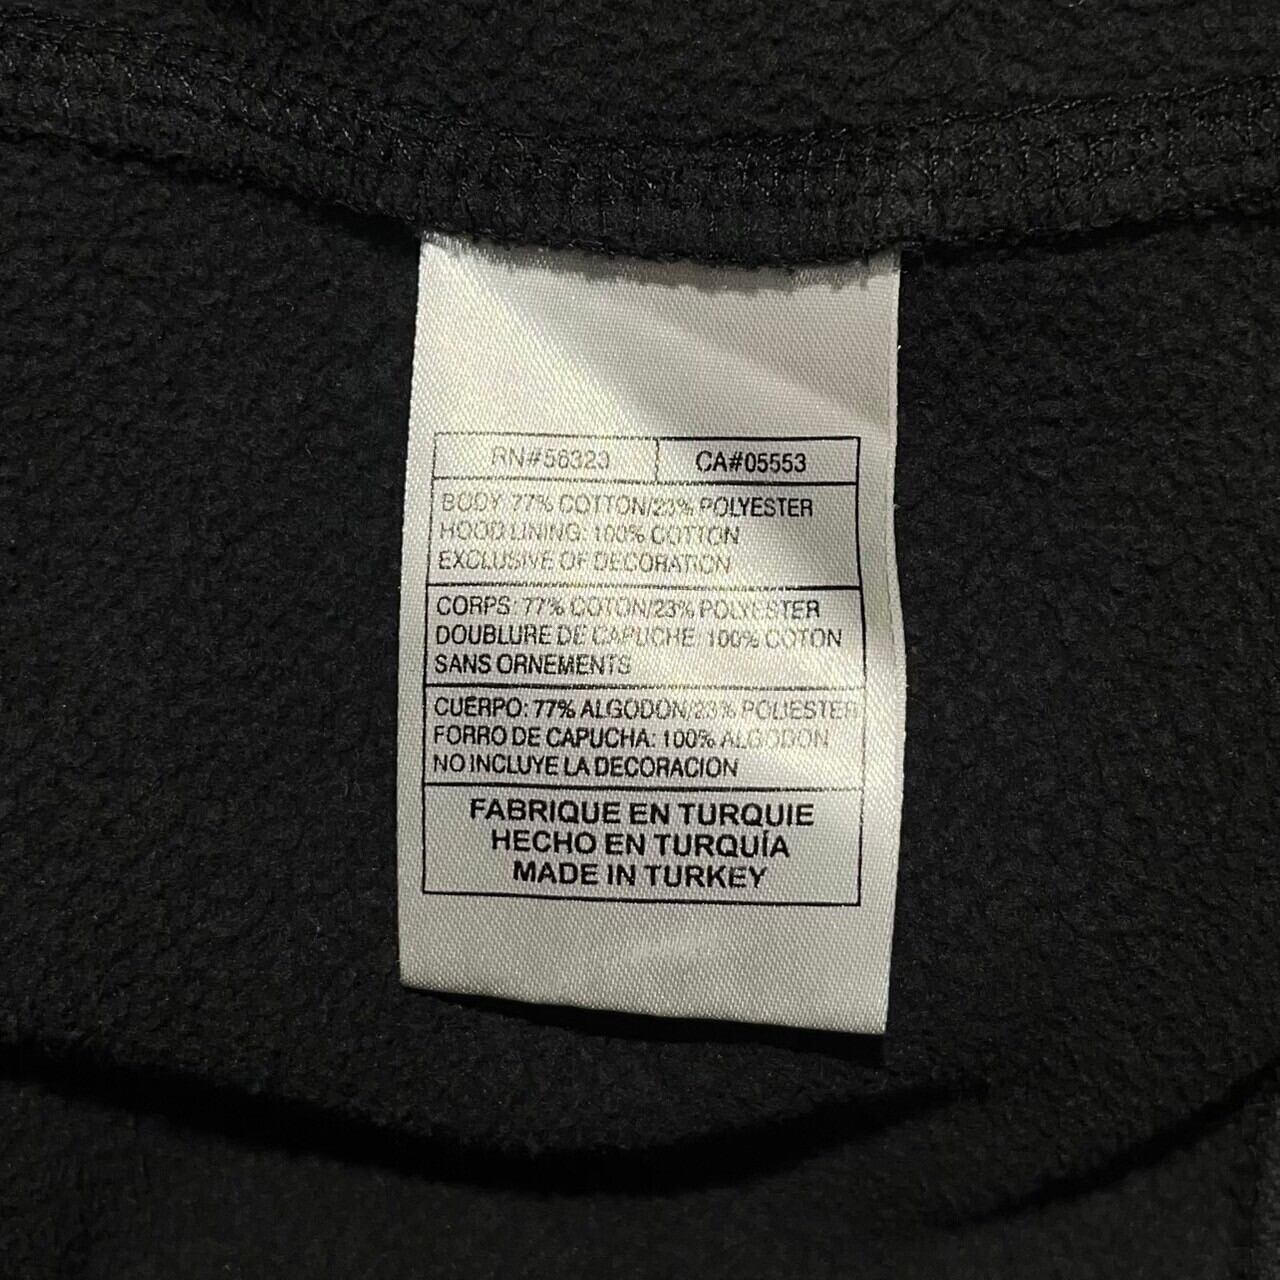 RN#56323 CA#05553
BODY: 77% COTTON/23% POLYESTER
HOOD LINING: 100% COTTON
EXCLUSIVE OF DECORATION
CORPS: 77% COTON/23% POLYESTER
DOUBLURE DE CAPUCHE: 100% COTON
SANS ORNEMENTS
CUERPO: 77% ALGODON/23% POLIESTER
FORRO DE CAPUCHA: 100% ALGODON
NO INCLUYE LA DECORACION
FABRIQUE EN TURQUIE
HECHO EN TURQUÍA
MADE IN TURKEY